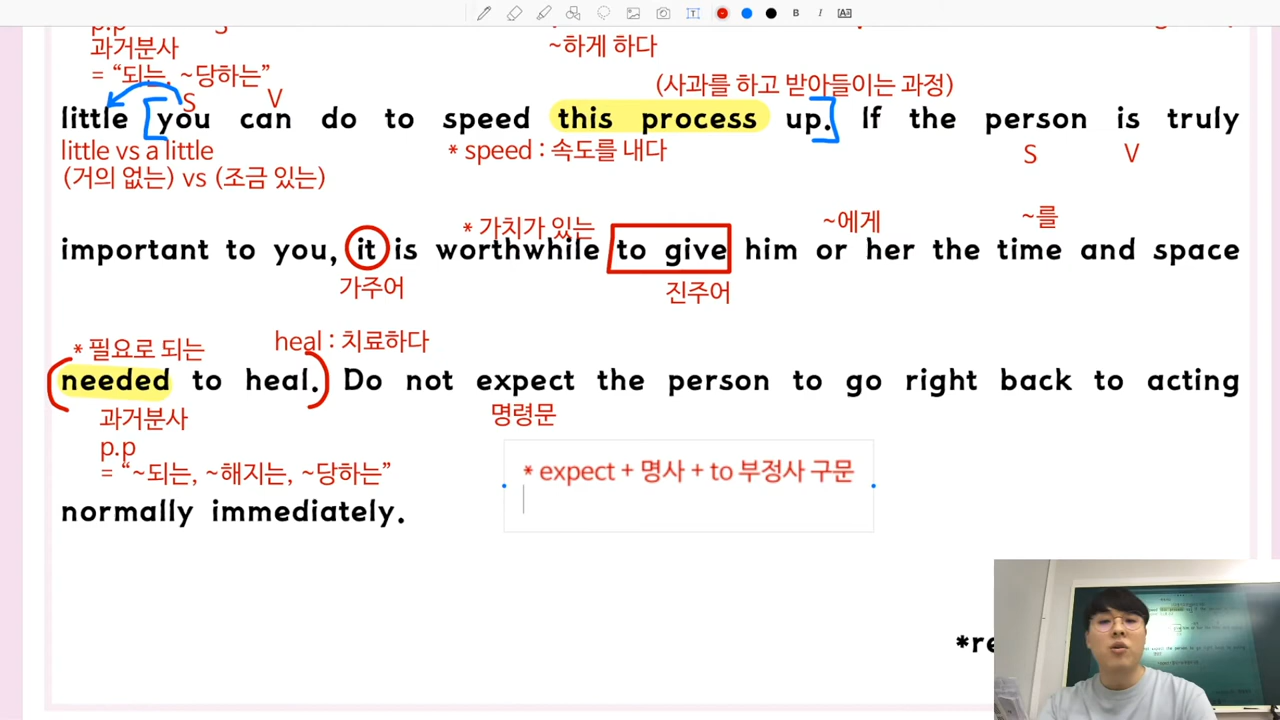 과거분사
~하게 하다
= “되는, ~당하는”
(사과를 하고 받아들이는 과정)
S V
little you can do to speed this process up. If the person is truly
little vs a little
* speed : 속도를 내다
S V
(거의 없는) vs (조금 있는)
* 가치가 있는 ~에게 ~를
important to you, it is worthwhile to give him or her the time and space
가주어 진주어
* 필요로 되는 heal : 치료하다
needed to heal. Do not expect the person to go right back to acting
과거분사 명령문
p.p
= “~되는, ~해지는, ~당하는”
* expect + 명사 + to 부정사 구문
normally immediately.